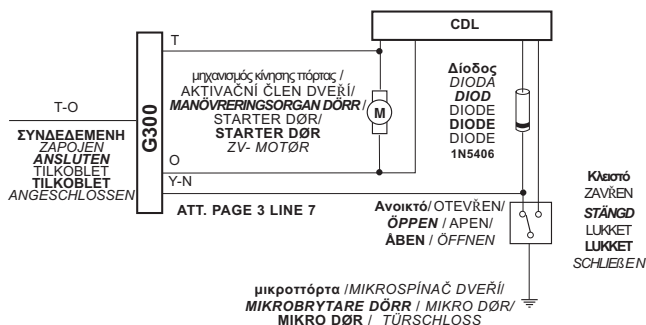 CDL
T
μηχανισμός κίνησης πόρτας /
AKTIVAČNÍ ČLEN DVEŘÍ/
MANÖVRERINGSORGAN DÖRR /
STARTER DØR/
STARTER DØR
ZV- MOTØR
M
Δίοδος
DIODA
DIOD
DIODE
DIODE
DIODE
1N5406
T-O
G300
ΣΥΝΔΕΔΕΜΕΝΗ
ZAPOJEN
ANSLUTEN
TILKOBLET
TILKOBLET
ANGESCHLOSSEN
O
Y-N
ATT. PAGE 3 LINE 7
Ανοικτό/ OTEVŘEN/
ÖPPEN / APEN/
ÅBEN / ÖFFNEN
Κλειστό
ZAVŘEN
STÄNGD
LUKKET
LUKKET
SCHLIEßEN
μικροπόρτα /MIKROSPÍNAČ DVEŘÍ/
MIKROBRYTARE DÖRR / MIKRO DØR/
MIKRO DØR / TÜRSCHLOSS